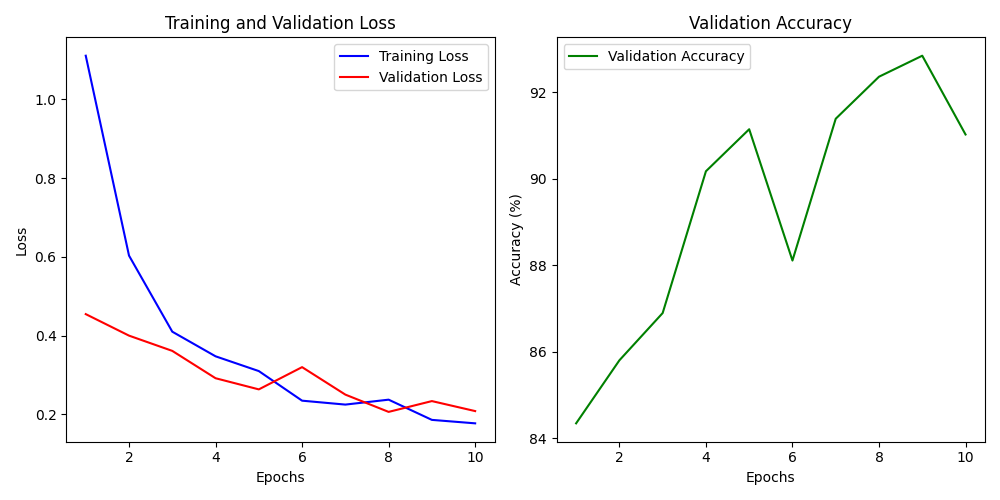 Training and Validation Loss
Training Loss
Validation Loss
1.0
0.8
0.6
0.4
0.2
Loss
2 4 6 8 10
Epochs
Validation Accuracy
Validation Accuracy
92
90
88
86
84
Accuracy (%)
2 4 6 8 10
Epochs